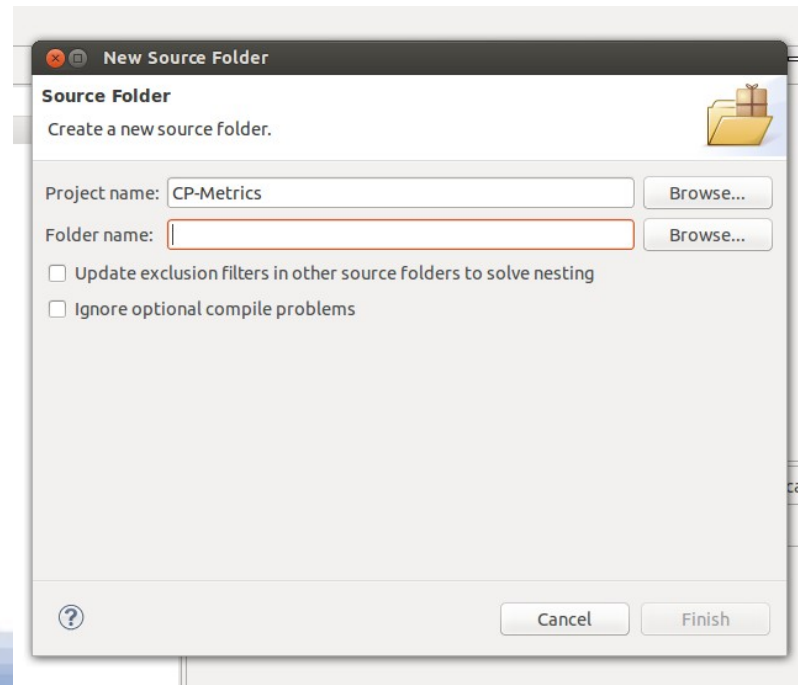 New Source Folder
Source Folder
Create a new source folder.
Project name: CP-Metrics Browse...
Folder name: Browse...
Update exclusion filters in other source folders to solve nesting
Ignore optional compile problems
Cancel Finish